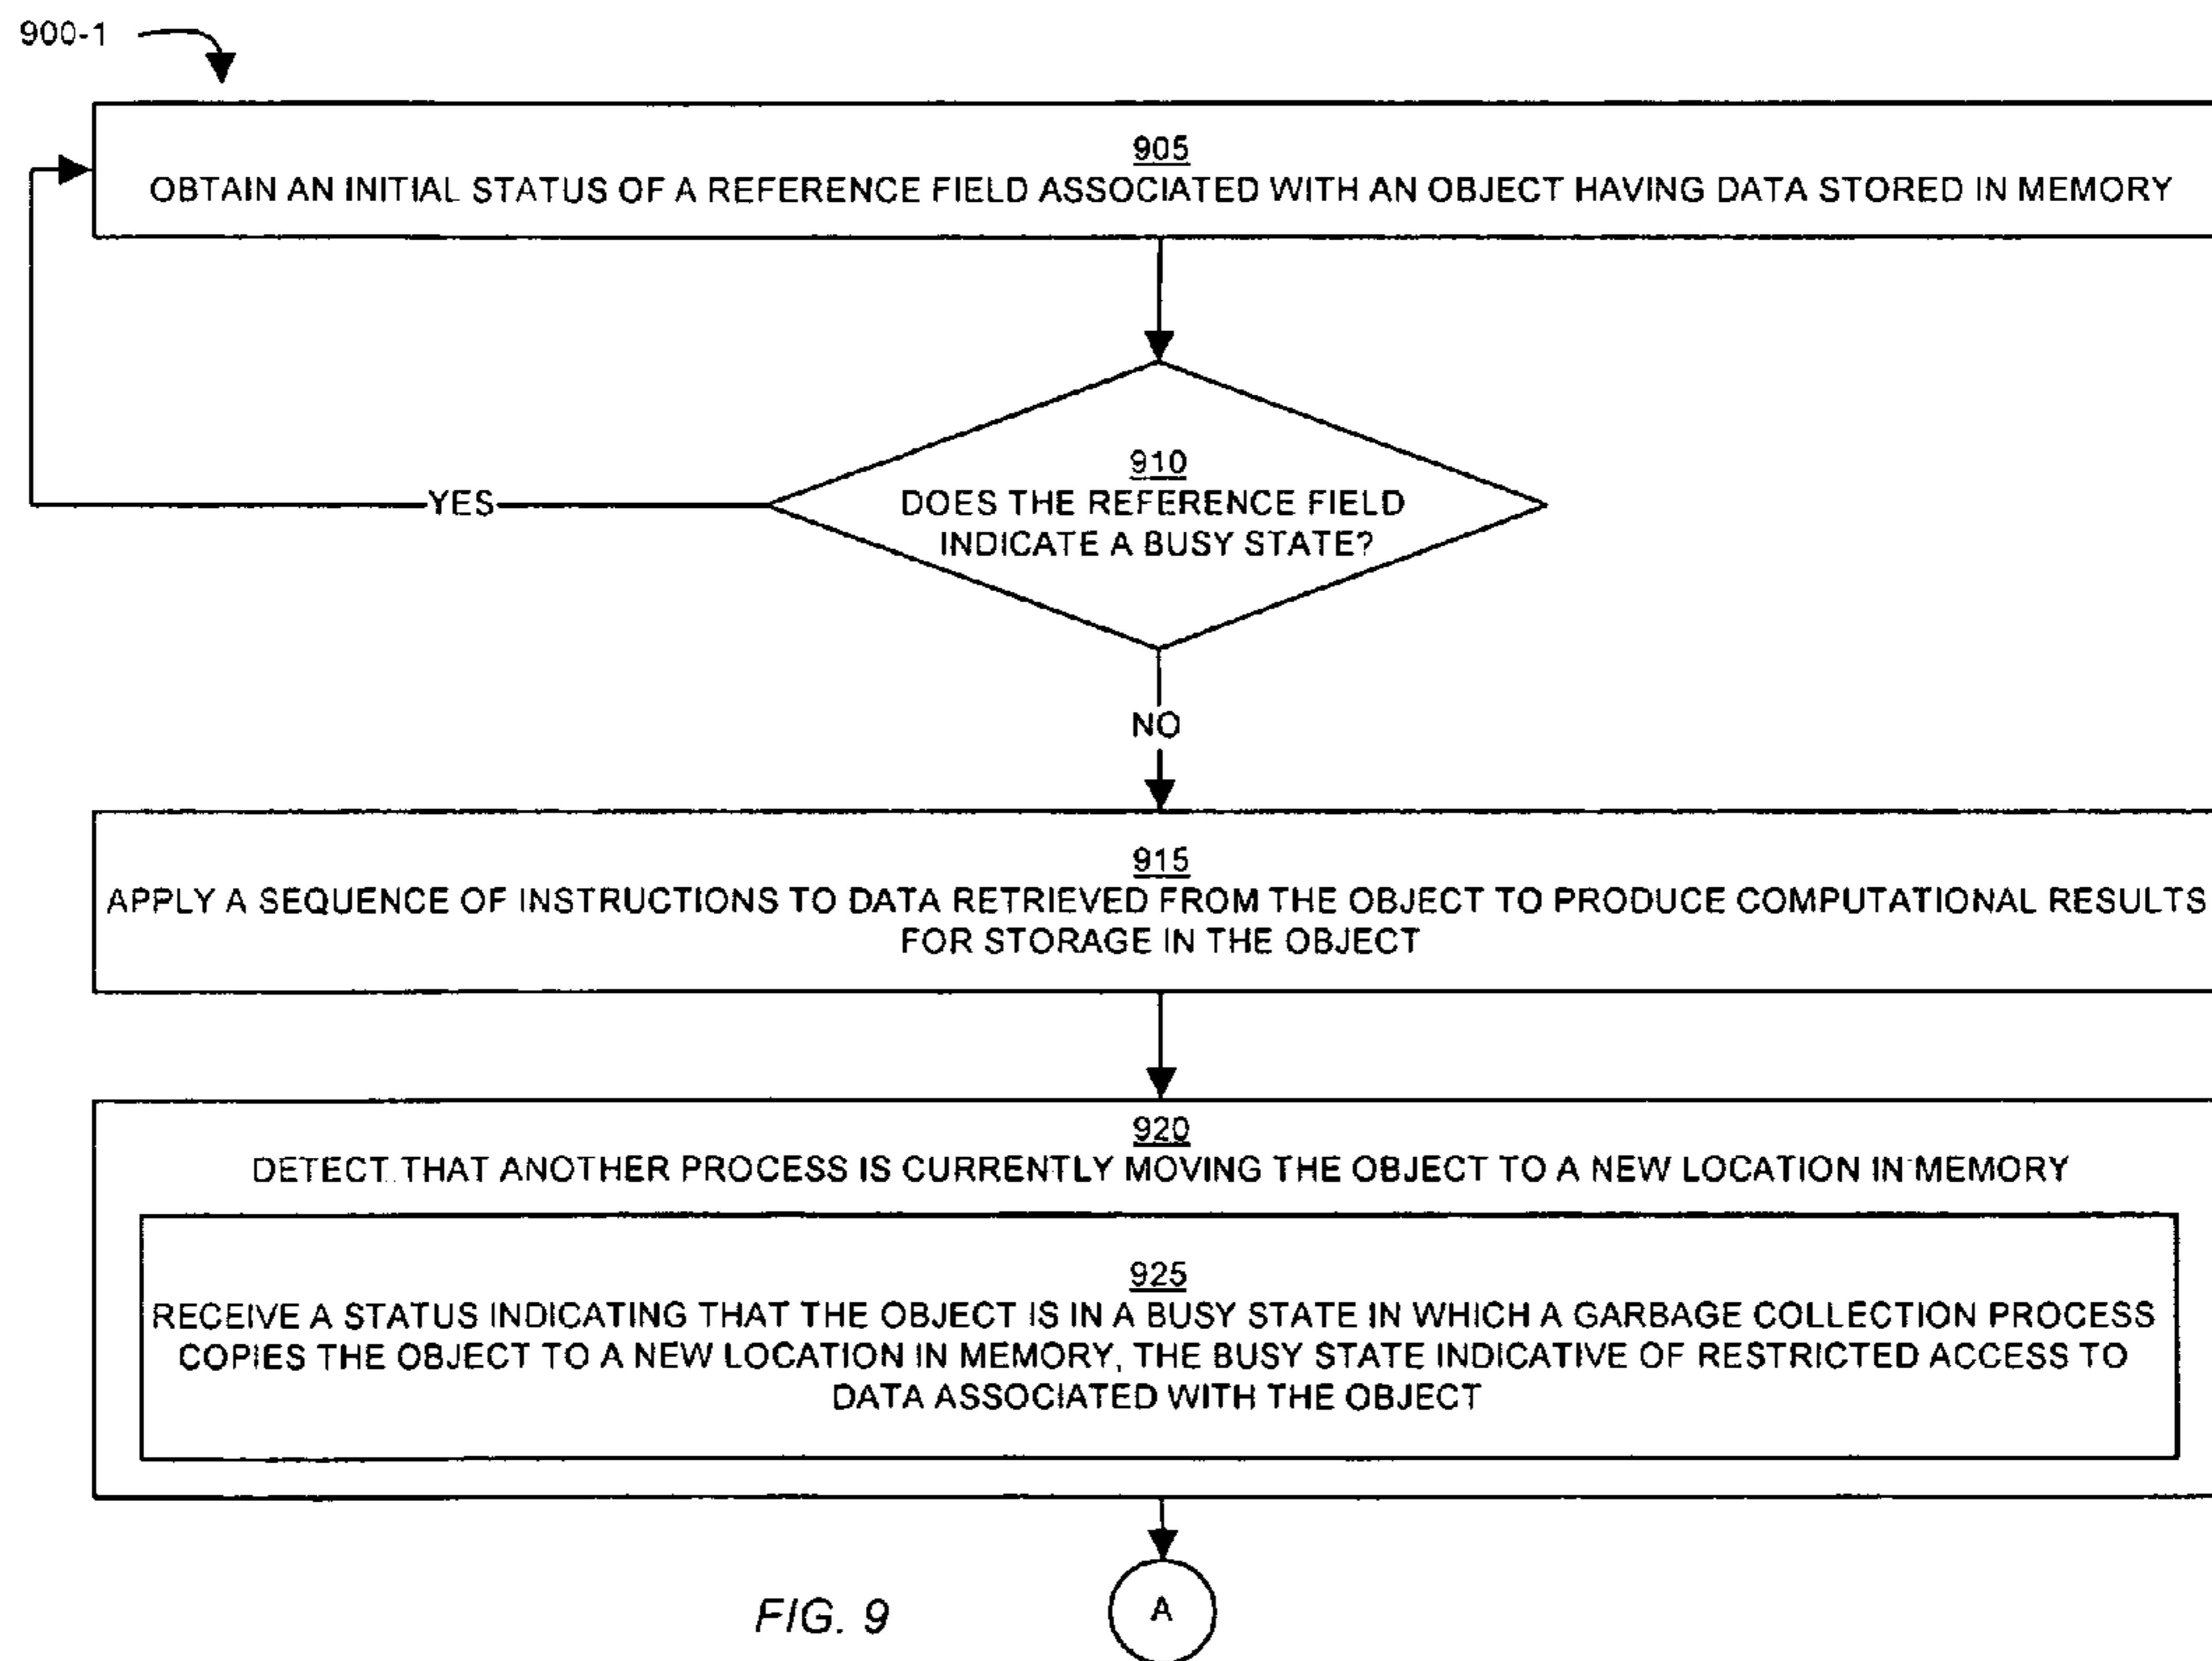 900-1
905
OBTAIN AN INITIAL STATUS OF A REFERENCE FIELD ASSOCIATED WITH AN OBJECT HAVING DATA STORED IN MEMORY
910
DOES THE REFERENCE FIELD
INDICATE A BUSY STATE?
YES
NO
915
APPLY A SEQUENCE OF INSTRUCTIONS TO DATA RETRIEVED FROM THE OBJECT TO PRODUCE COMPUTATIONAL RESULTS
FOR STORAGE IN THE OBJECT
920
DETECT THAT ANOTHER PROCESS IS CURRENTLY MOVING THE OBJECT TO A NEW LOCATION IN MEMORY
925
RECEIVE A STATUS INDICATING THAT THE OBJECT IS IN A BUSY STATE IN WHICH A GARBAGE COLLECTION PROCESS
COPIES THE OBJECT TO A NEW LOCATION IN MEMORY, THE BUSY STATE INDICATIVE OF RESTRICTED ACCESS TO
DATA ASSOCIATED WITH THE OBJECT
A
FIG. 9